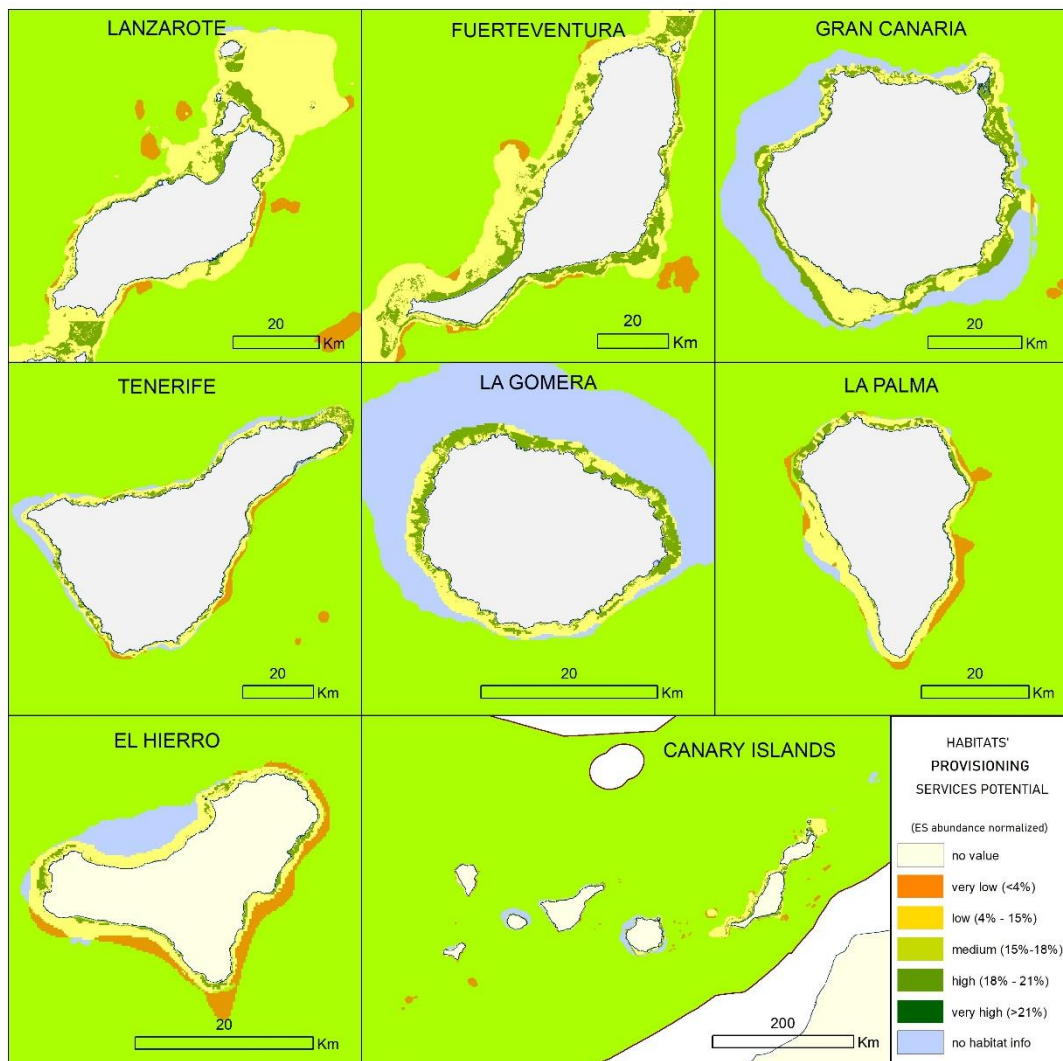 LANZAROTE
20
Km
FUERTEVENTURA
20
Km
GRAN CANARIA
20
Km
TENERIFE
20
Km
LA GOMERA
20
Km
LA PALMA
20
Km
EL HIERRO
20
Km
CANARY ISLANDS
200
Km
HABITATS'
PROVISIONING
SERVICES POTENTIAL
(ES abundance normalized)
no value
very low (<4%)
low (4% - 15%)
medium (15%-18%)
high (18% - 21%)
very high (>21%)
no habitat info